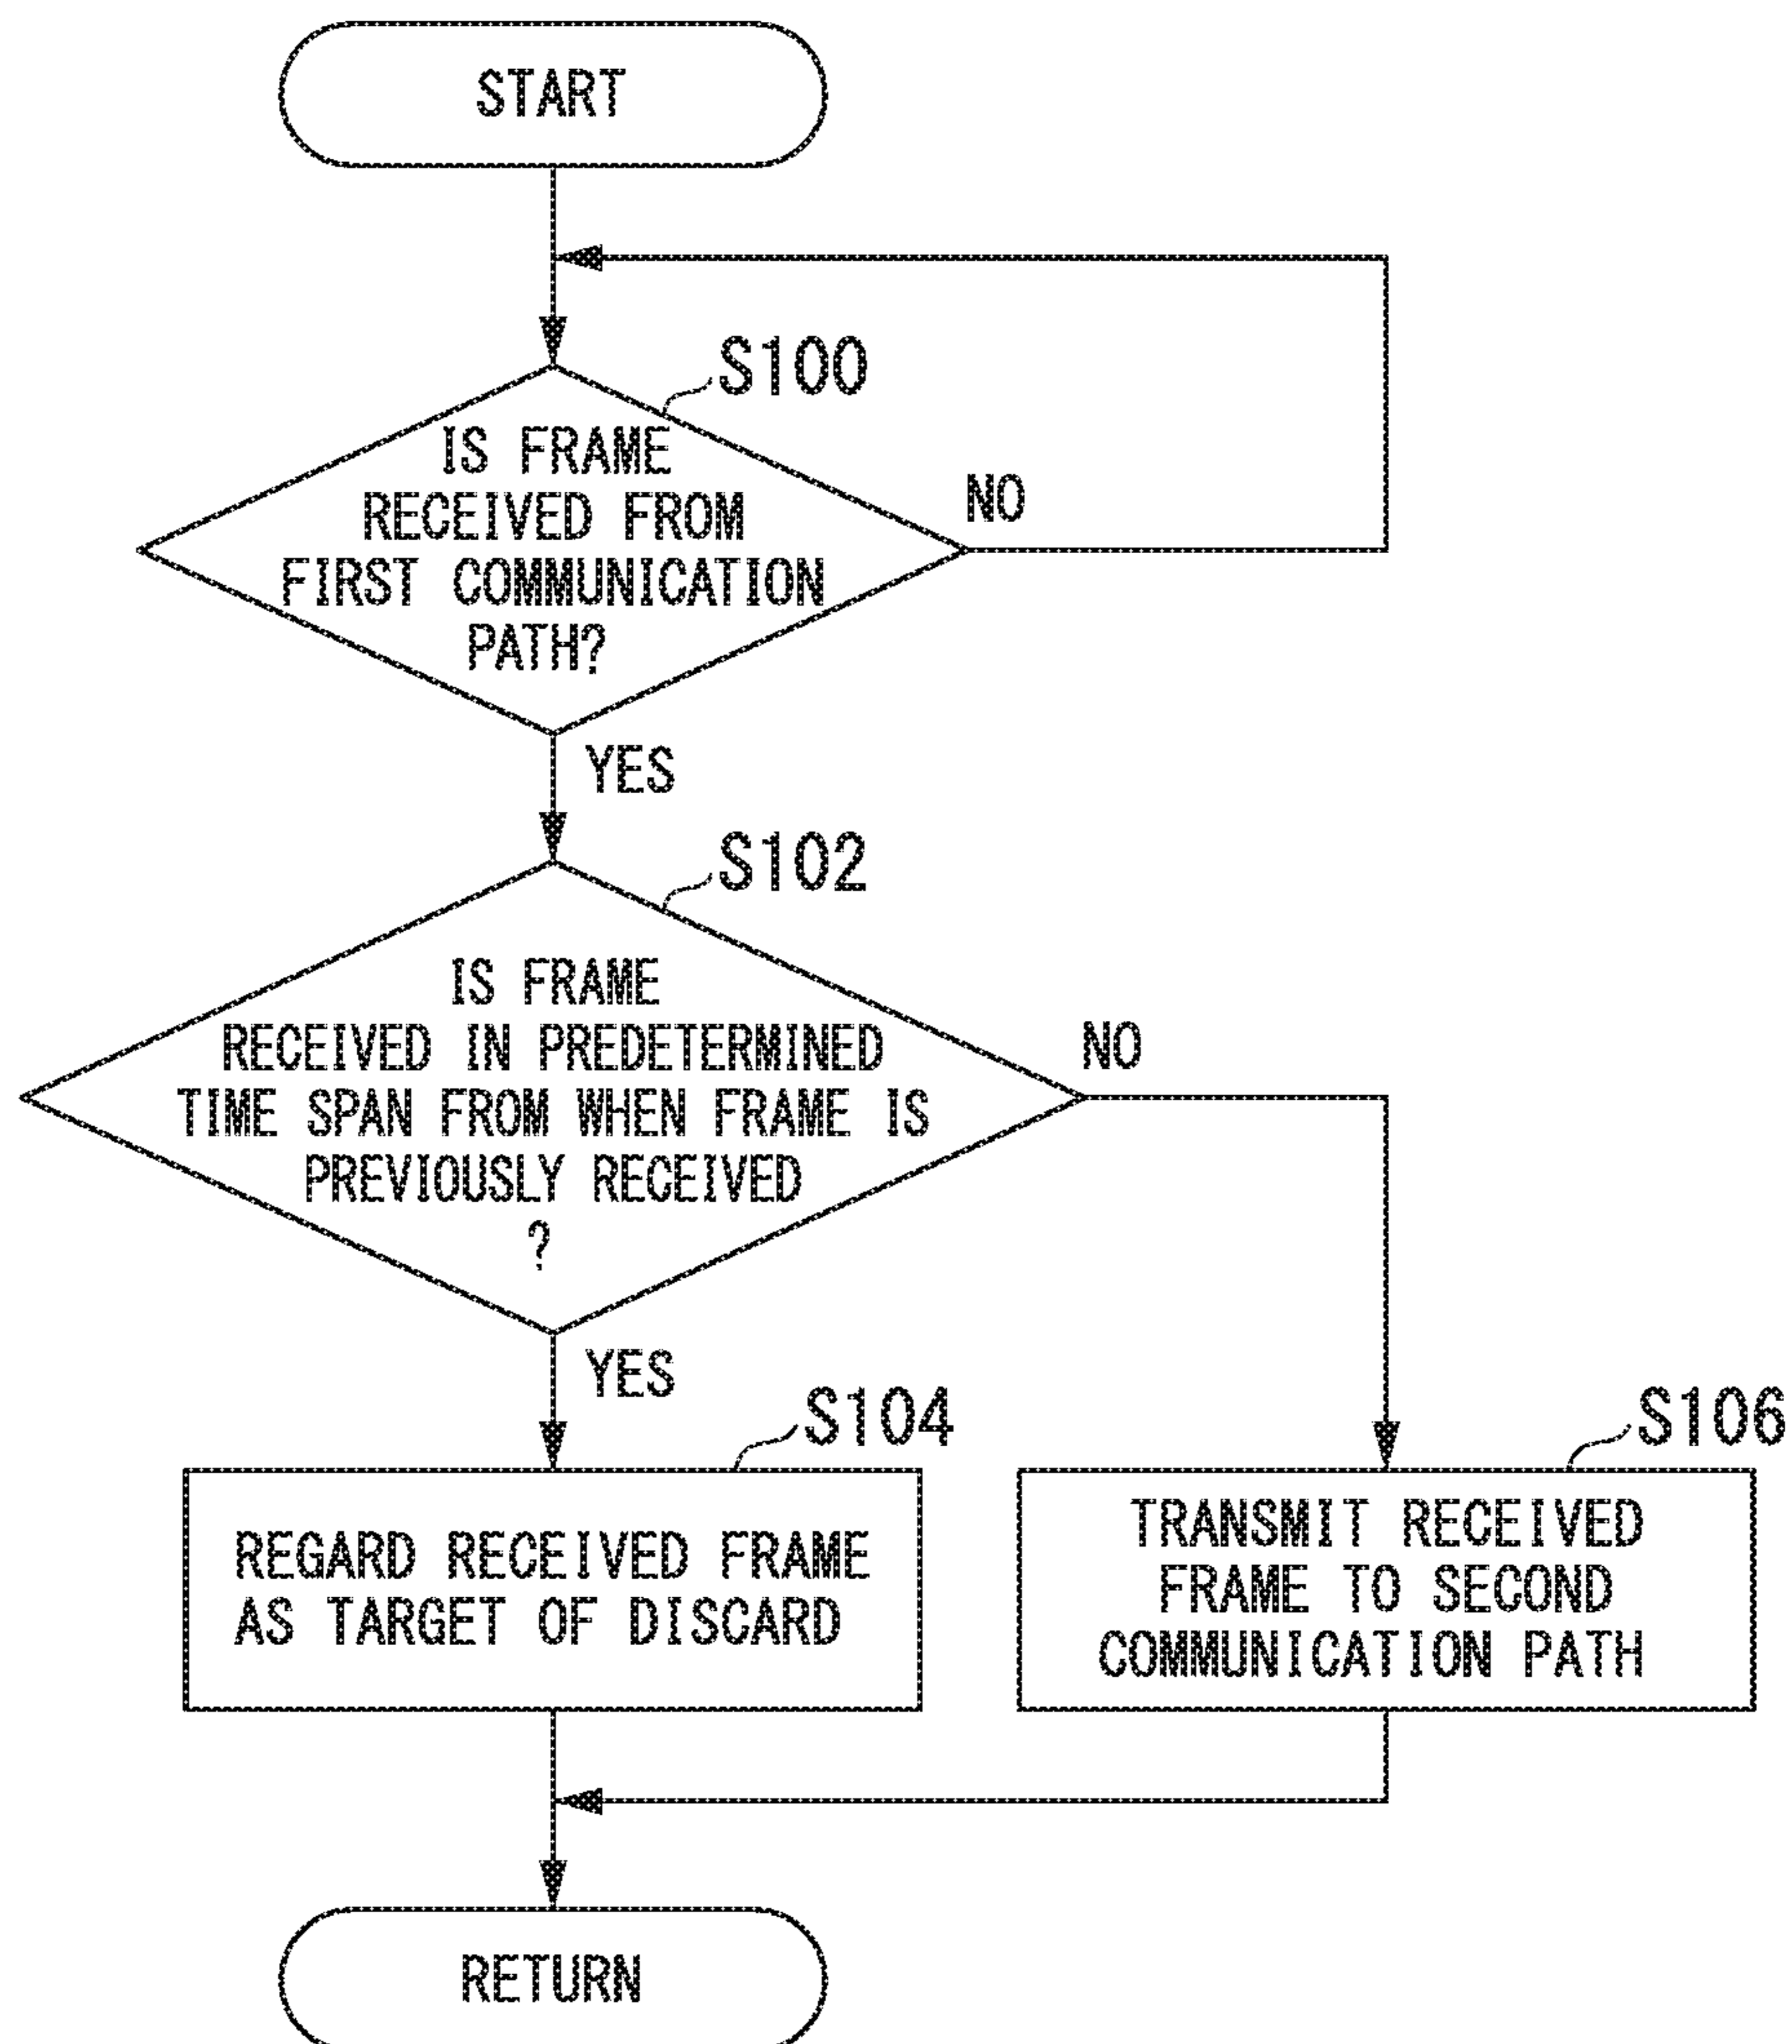 START
S100
IS FRAME
RECEIVED FROM
FIRST COMMUNICATION
PATH?
NO
YES
S102
IS FRAME
RECEIVED IN PREDETERMINED
TIME SPAN FROM WHEN FRAME IS
PREVIOUSLY RECEIVED
?
NO
YES
S104
REGARD RECEIVED FRAME
AS TARGET OF DISCARD
S106
TRANSMIT RECEIVED
FRAME TO SECOND
COMMUNICATION PATH
RETURN